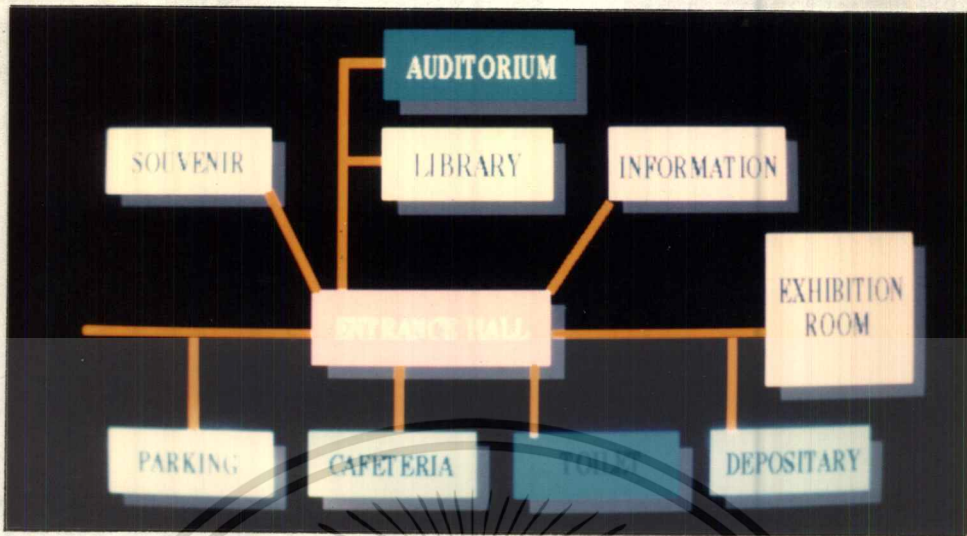 AUDITORIUM
SOUVENIR
LIBRARY
INFORMATION
EXHIBITION
ROOM
ENTRANCE HALL
PARKING
CAFETERIA
TOILET
DEPOSITARY